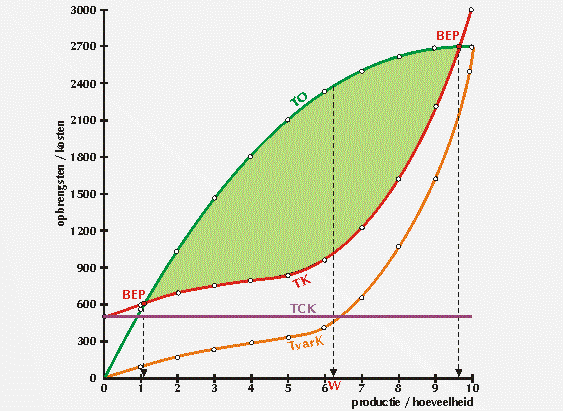 3000
2700
2400
2100
1800
1500
1200
900
600
300
0
opbrengsten / kosten
BEP
TO
BEP
TK
TCK
TvarK
0 1 2 3 4 5 6 W 7 8 9 10
productie / hoeveelheid